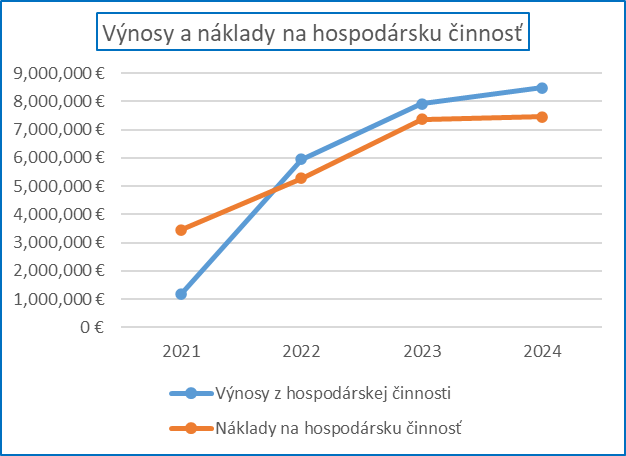 Výnosy a náklady na hospodársku činnosť
9,000,000 €
8,000,000 €
7,000,000 €
6,000,000 €
5,000,000 €
4,000,000 €
3,000,000 €
2,000,000 €
1,000,000 €
0 €
2021 2022 2023 2024
Výnosy z hospodárskej činnosti
Náklady na hospodársku činnosť